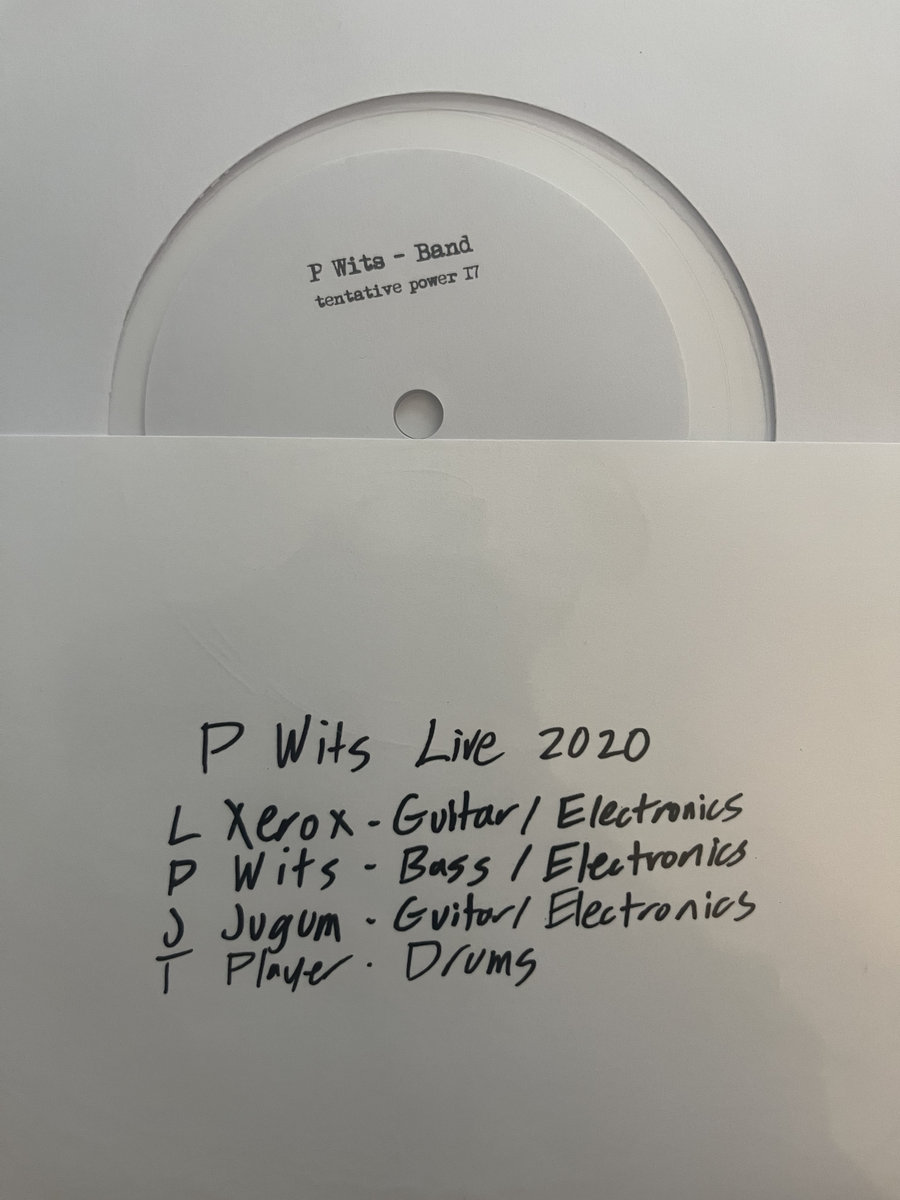 P Wits - Band
tentative power 17
P Wits Live 2020
L Xerox - Guitar / Electronics
P Wits - Bass / Electronics
J Jugum - Guitar / Electronics
T Player - Drums